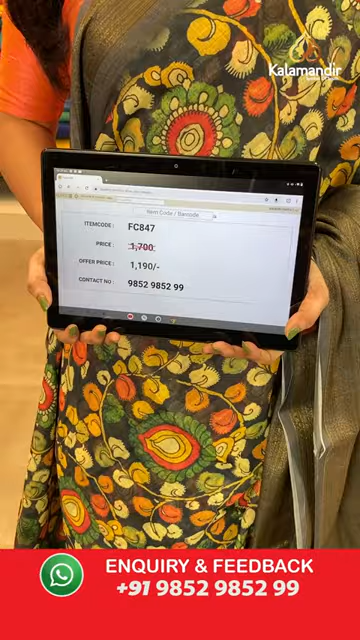 Kalamandir
Item Code / Barcode
ITEMCODE : FC847
PRICE : 1,700
OFFER PRICE : 1,190/-
CONTACT NO : 9852 9852 99
ENQUIRY & FEEDBACK
+91 9852 9852 99